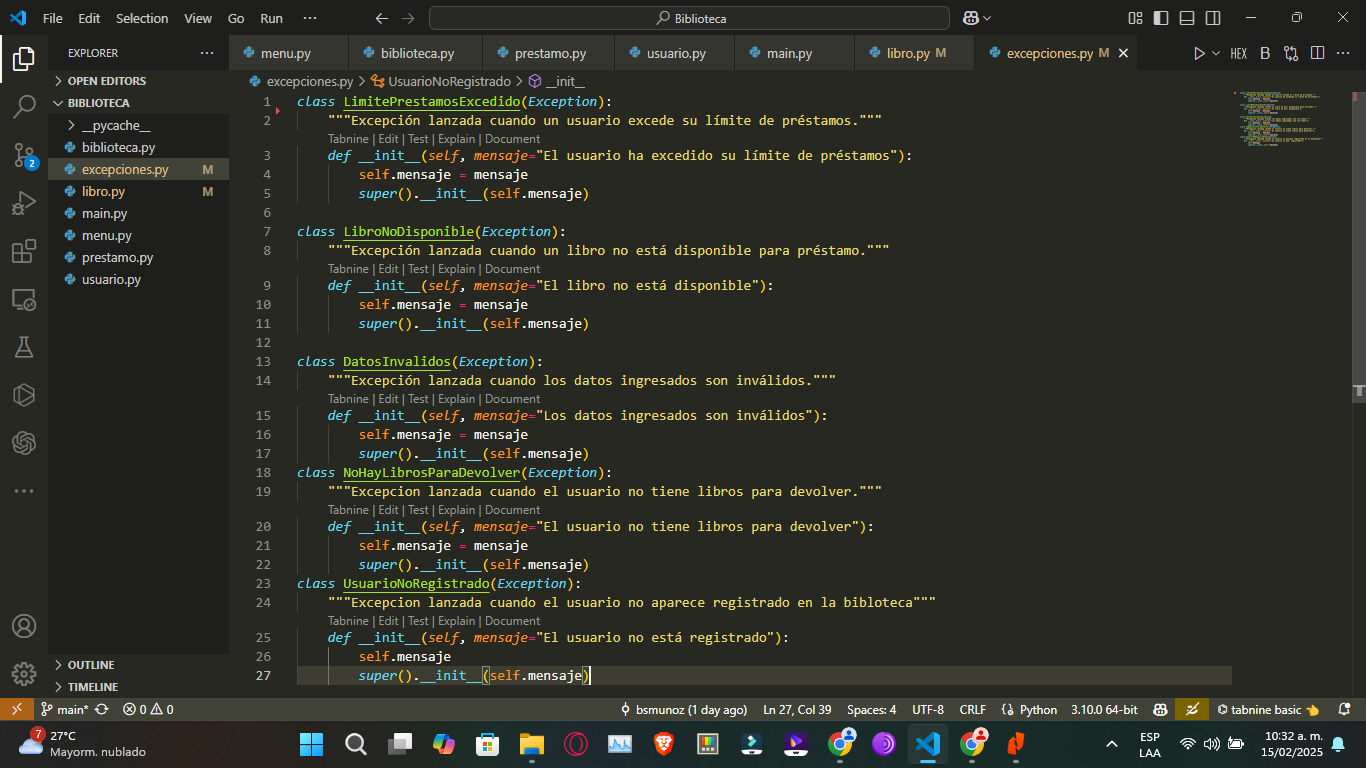 File Edit Selection View Go Run ···
Biblioteca
EXPLORER ···
menu.py biblioteca.py prestamo.py usuario.py main.py libro.py M excepciones.py M
HEX B
excepciones.py > UsuarioNoRegistrado > __init__
OPEN EDITORS
BIBLIOTECA
__pycache__
biblioteca.py
excepciones.py M
libro.py M
main.py
menu.py
prestamo.py
usuario.py
2
OUTLINE
TIMELINE
1 class LimitePrestamosExcedido(Exception):
2 """Excepción lanzada cuando un usuario excede su límite de préstamos."""
Tabnine | Edit | Test | Explain | Document
3 def __init__(self, mensaje="El usuario ha excedido su límite de préstamos"):
4 self.mensaje = mensaje
5 super().__init__(self.mensaje)
6
7 class LibroNoDisponible(Exception):
8 """Excepción lanzada cuando un libro no está disponible para préstamo."""
Tabnine | Edit | Test | Explain | Document
9 def __init__(self, mensaje="El libro no está disponible"):
10 self.mensaje = mensaje
11 super().__init__(self.mensaje)
12
13 class DatosInvalidos(Exception):
14 """Excepción lanzada cuando los datos ingresados son inválidos."""
Tabnine | Edit | Test | Explain | Document
15 def __init__(self, mensaje="Los datos ingresados son inválidos"):
16 self.mensaje = mensaje
17 super().__init__(self.mensaje)
18 class NoHayLibrosParaDevolver(Exception):
19 """Excepcion lanzada cuando el usuario no tiene libros para devolver."""
Tabnine | Edit | Test | Explain | Document
20 def __init__(self, mensaje="El usuario no tiene libros para devolver"):
21 self.mensaje = mensaje
22 super().__init__(self.mensaje)
23 class UsuarioNoRegistrado(Exception):
24 """Excepcion lanzada cuando el usuario no aparece registrado en la bibloteca"""
Tabnine | Edit | Test | Explain | Document
25 def __init__(self, mensaje="El usuario no está registrado"):
26 self.mensaje
27 super().__init__(self.mensaje)
main* 0 0 bsmunoz (1 day ago) Ln 27, Col 39 Spaces: 4 UTF-8 CRLF Python 3.10.0 64-bit tabnine basic
7
27°C
Mayorm. nublado
ESP
LAA
10:32 a. m.
15/02/2025